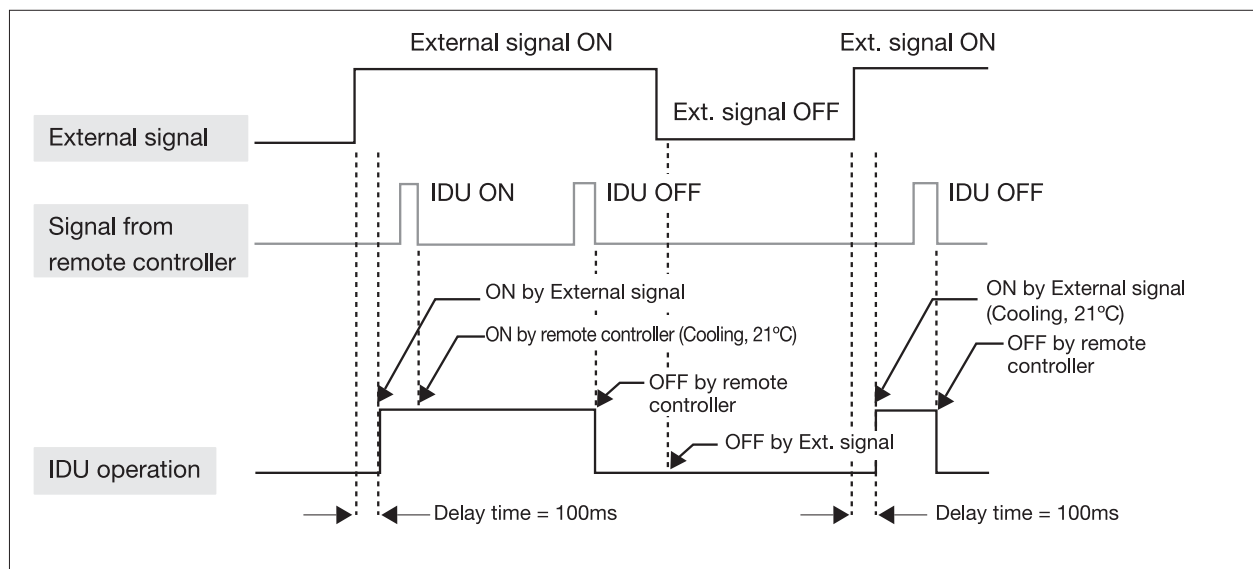 External signal ON
Ext. signal ON
Ext. signal OFF
External signal
IDU ON
IDU OFF
IDU OFF
Signal from
remote controller
ON by External signal
ON by External signal
(Cooling, 21ºC)
ON by remote controller (Cooling, 21ºC)
OFF by remote
controller
OFF by remote
controller
OFF by Ext. signal
IDU operation
Delay time = 100ms
Delay time = 100ms